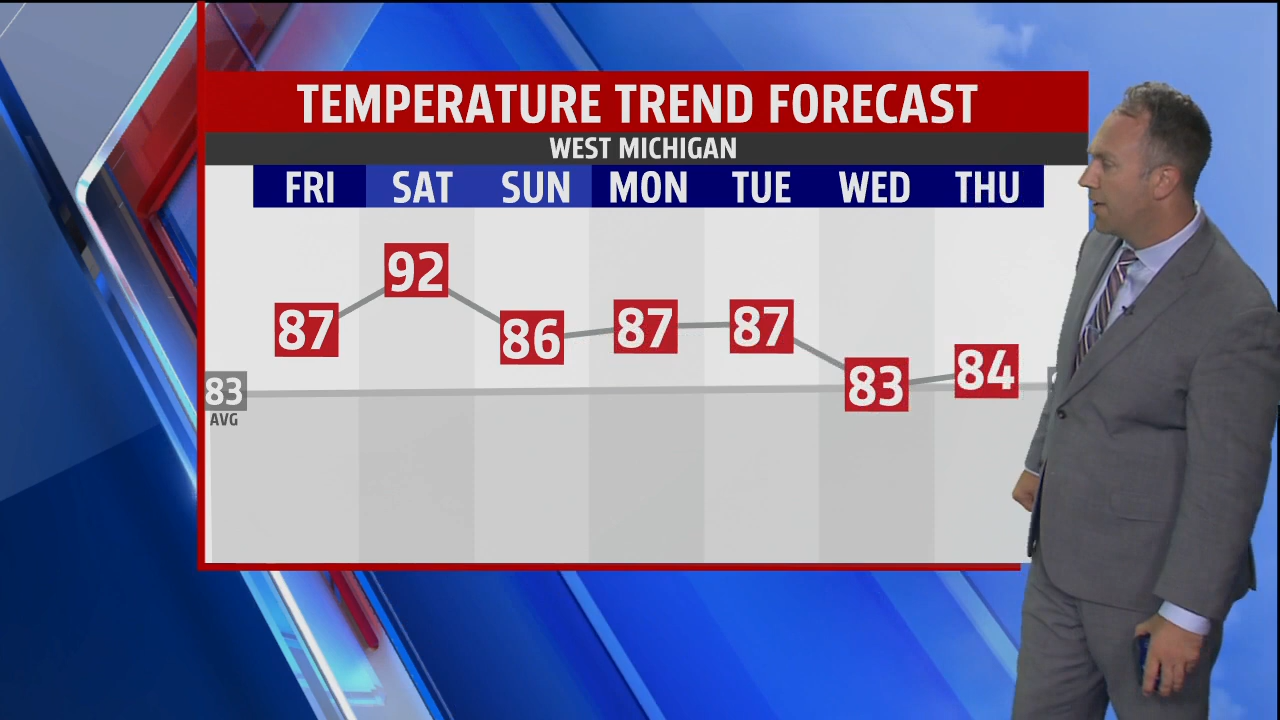 TEMPERATURE TREND FORECAST
WEST MICHIGAN
FRI SAT SUN MON TUE WED THU
87 92 86 87 87 83 84
83
AVG